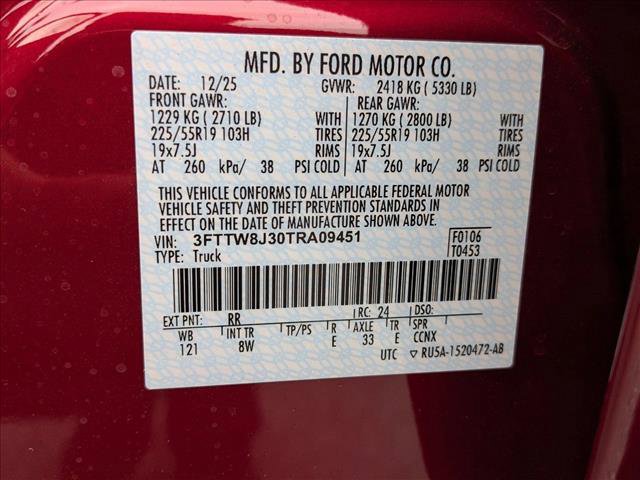 MFD. BY FORD MOTOR CO.
DATE: 12/25 GVWR: 2418 KG ( 5330 LB)
FRONT GAWR: REAR GAWR:
1229 KG ( 2710 LB) WITH 1270 KG ( 2800 LB) WITH
225/55R19 103H TIRES 225/55R19 103H TIRES
19x7.5J RIMS 19x7.5J RIMS
AT 260 kPa/ 38 PSI COLD AT 260 kPa/ 38 PSI COLD
THIS VEHICLE CONFORMS TO ALL APPLICABLE FEDERAL MOTOR
VEHICLE SAFETY AND THEFT PREVENTION STANDARDS IN
EFFECT ON THE DATE OF MANUFACTURE SHOWN ABOVE.
VIN: 3FTTW8J30TRA09451 F0106
TYPE: Truck T0453
EXT PNT: RR RC: 24 DSO:
WB INT TR TP/PS R AXLE TR SPR
121 8W E 33 E CCNX
UTC ▽ RU5A-1520472-AB